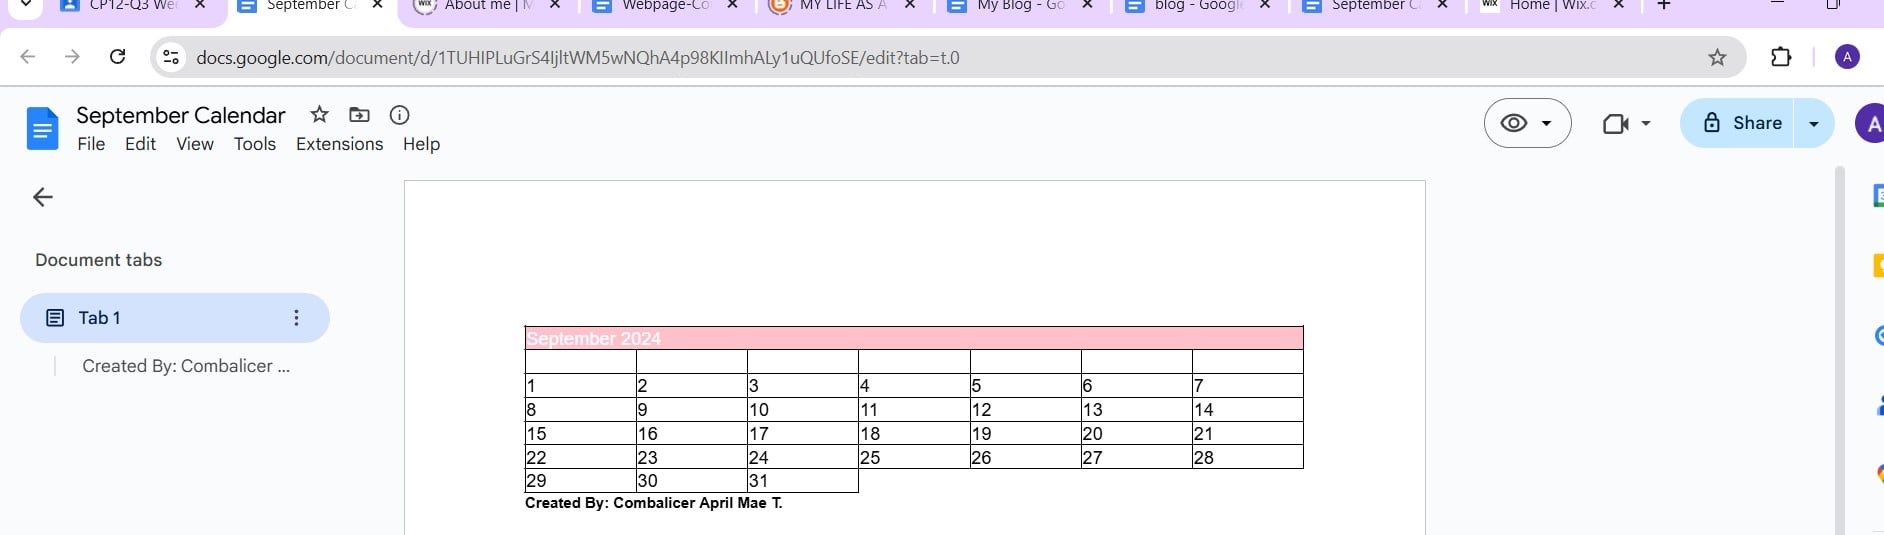 CP12-Q3 We
September C
About me | M
Webpage-Co
MY LIFE AS A
My Blog - Go
blog - Google
September C
Home | Wix.c
docs.google.com/document/d/
/edit?tab=t.0
September Calendar
File Edit View Tools Extensions Help
Share
A
Document tabs
Tab 1
Created By: Combalicer ...
September 2024
1 2 3 4 5 6 7
8 9 10 11 12 13 14
15 16 17 18 19 20 21
22 23 24 25 26 27 28
29 30 31
Created By: Combalicer April Mae T.